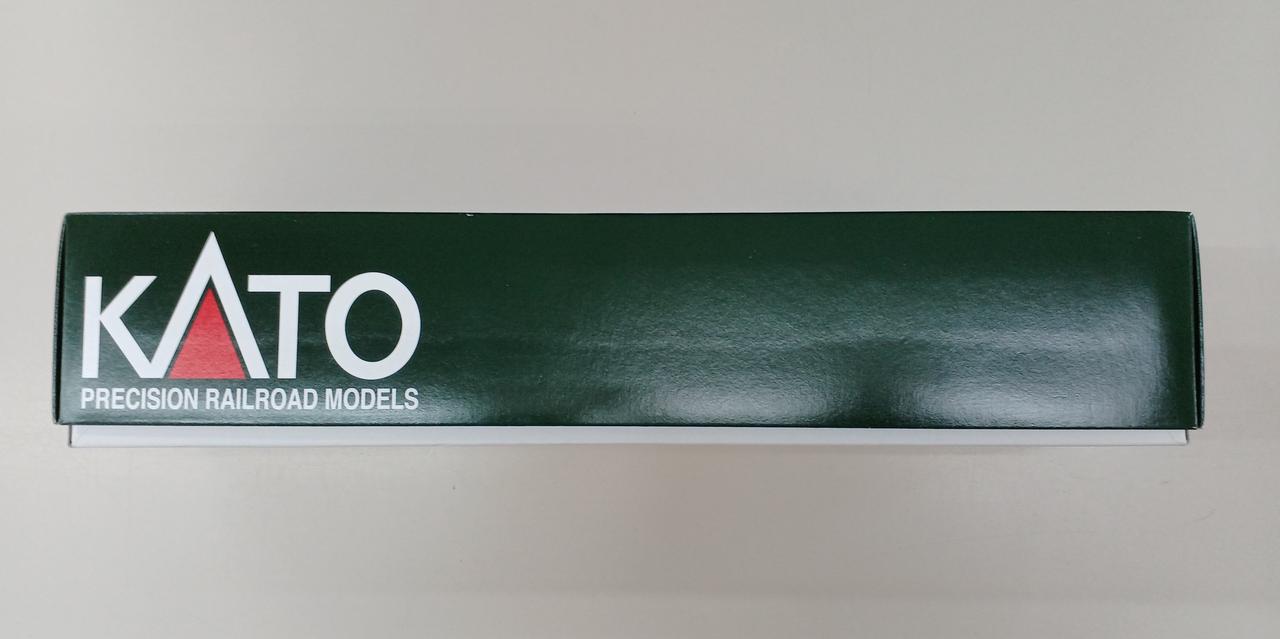 KATO
PRECISION RAILROAD MODELS